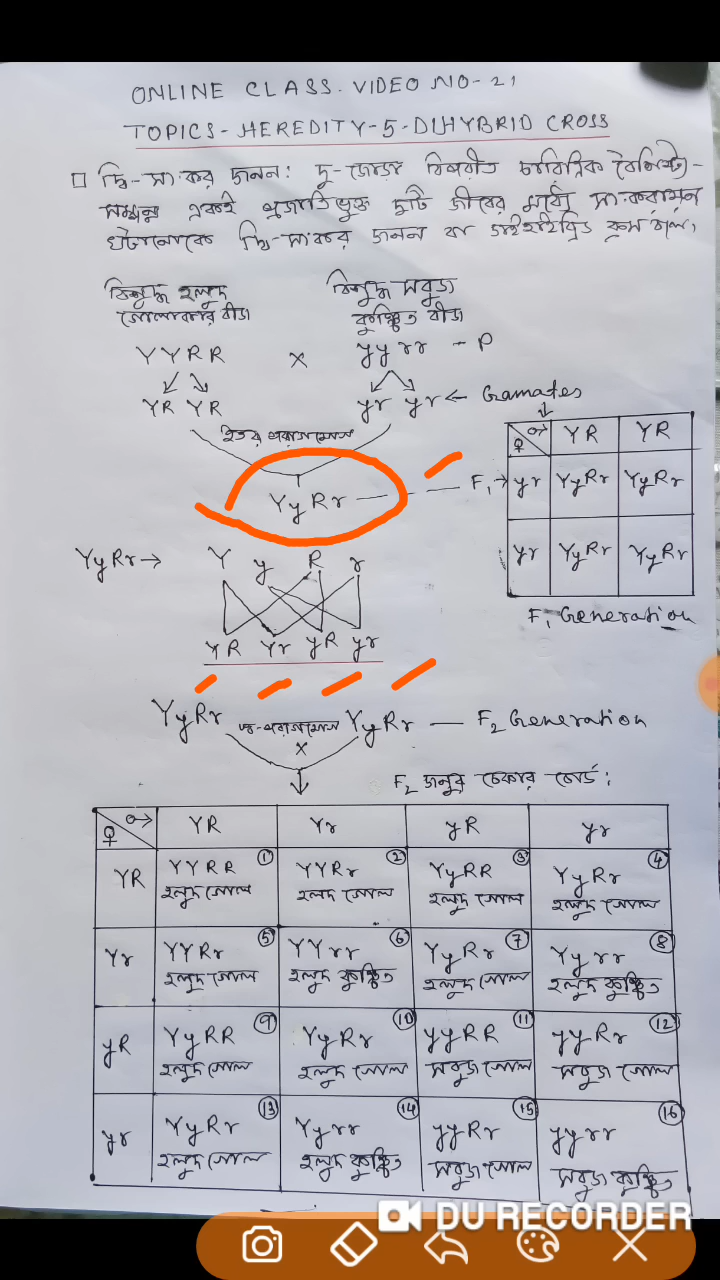 ONLINE CLASS. VIDEO NO-21
TOPICS-HEREDITY-5-DIHYBRID CROSS
দ্বি-সংকর জনন: দু-জোড়া বিপরীত চারিত্রিক বৈশিষ্ট্য-
সম্পন্ন একই প্রজাতিভুক্ত দুটি জীবের মধ্যে সংকরায়ন
ঘটানোকে দ্বি-সংকর জনন বা ডাইহাইব্রিড ক্রস বলে।
বিশুদ্ধ হলুদ বিশুদ্ধ সবুজ
গোলাকার বীজ কুঞ্চিত বীজ
YYRR x yyrr - P
YR YR yr yr ← Gramates
ইতর পরাগযোগ
YyRr — F₁ →
♀ ♂→ YR YR
yr YyRr YyRr
yr YyRr YyRr
F₁ Generation
YyRr → Y y R r
YR Yr yR yr
YyRr স্ব-পরাগযোগ YyRr — F₂ Generation
x
F₂ জনুর চেকার বোর্ড:
♀ ♂→ YR Yr yR yr
YR YYRR ① YYRr ② YyRR ③ YyRr ④
হলুদ গোল হলুদ গোল হলুদ গোল হলুদ গোল
Yr YYRr ⑤ YYrr ⑥ YyRr ⑦ Yyrr ⑧
হলুদ গোল হলুদ কুঞ্চিত হলুদ গোল হলুদ কুঞ্চিত
yR YyRR ⑨ YyRr ⑩ yyRR ⑪ yyRr ⑫
হলুদ গোল হলুদ গোল সবুজ গোল সবুজ গোল
yr YyRr ⑬ Yyrr ⑭ yyRr ⑮ yyrr ⑯
হলুদ গোল হলুদ কুঞ্চিত সবুজ গোল সবুজ কুঞ্চিত
DU RECORDER